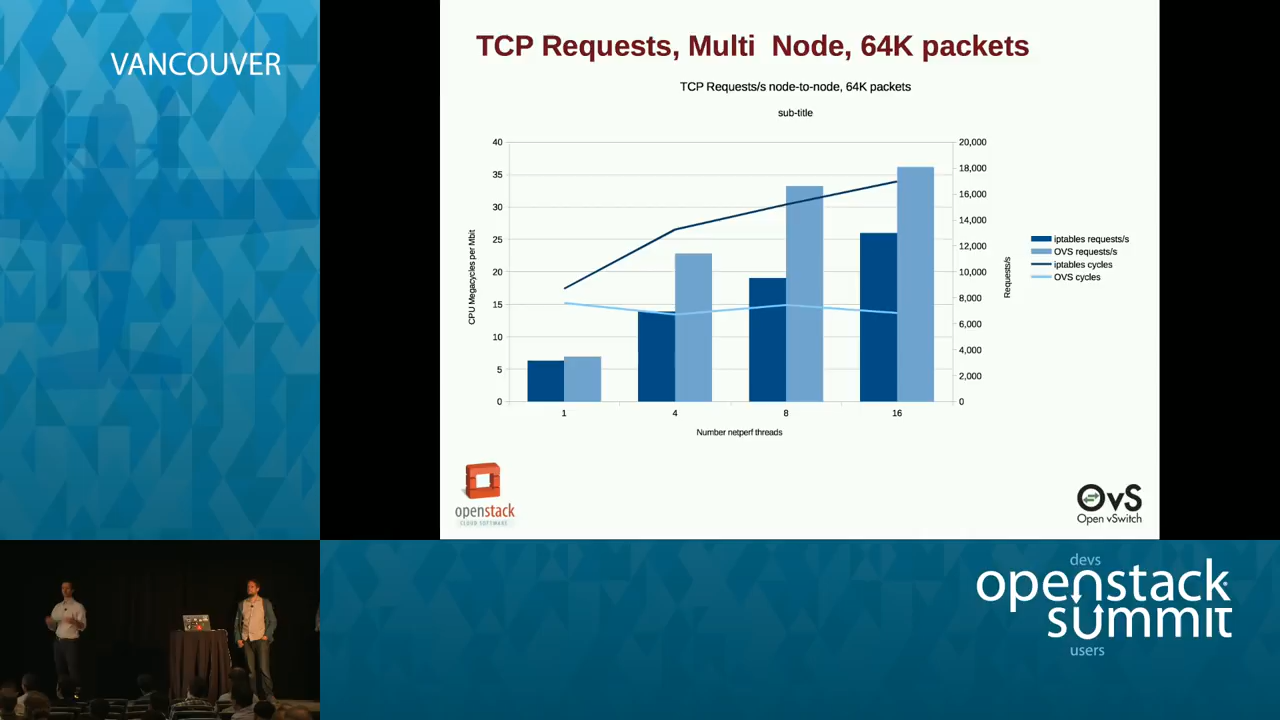 VANCOUVER
TCP Requests, Multi  Node, 64K packets
TCP Requests/s node-to-node, 64K packets
sub-title
40
35
30
25
20
15
10
5
0
CPU Megacycles per Mbit
20,000
18,000
16,000
14,000
12,000
10,000
8,000
6,000
4,000
2,000
0
Requests/s
iptables requests/s
OVS requests/s
iptables cycles
OVS cycles
1 4 8 16
Number netperf threads
openstack
CLOUD SOFTWARE
OvS
Open vSwitch
devs
openstack
summit
users